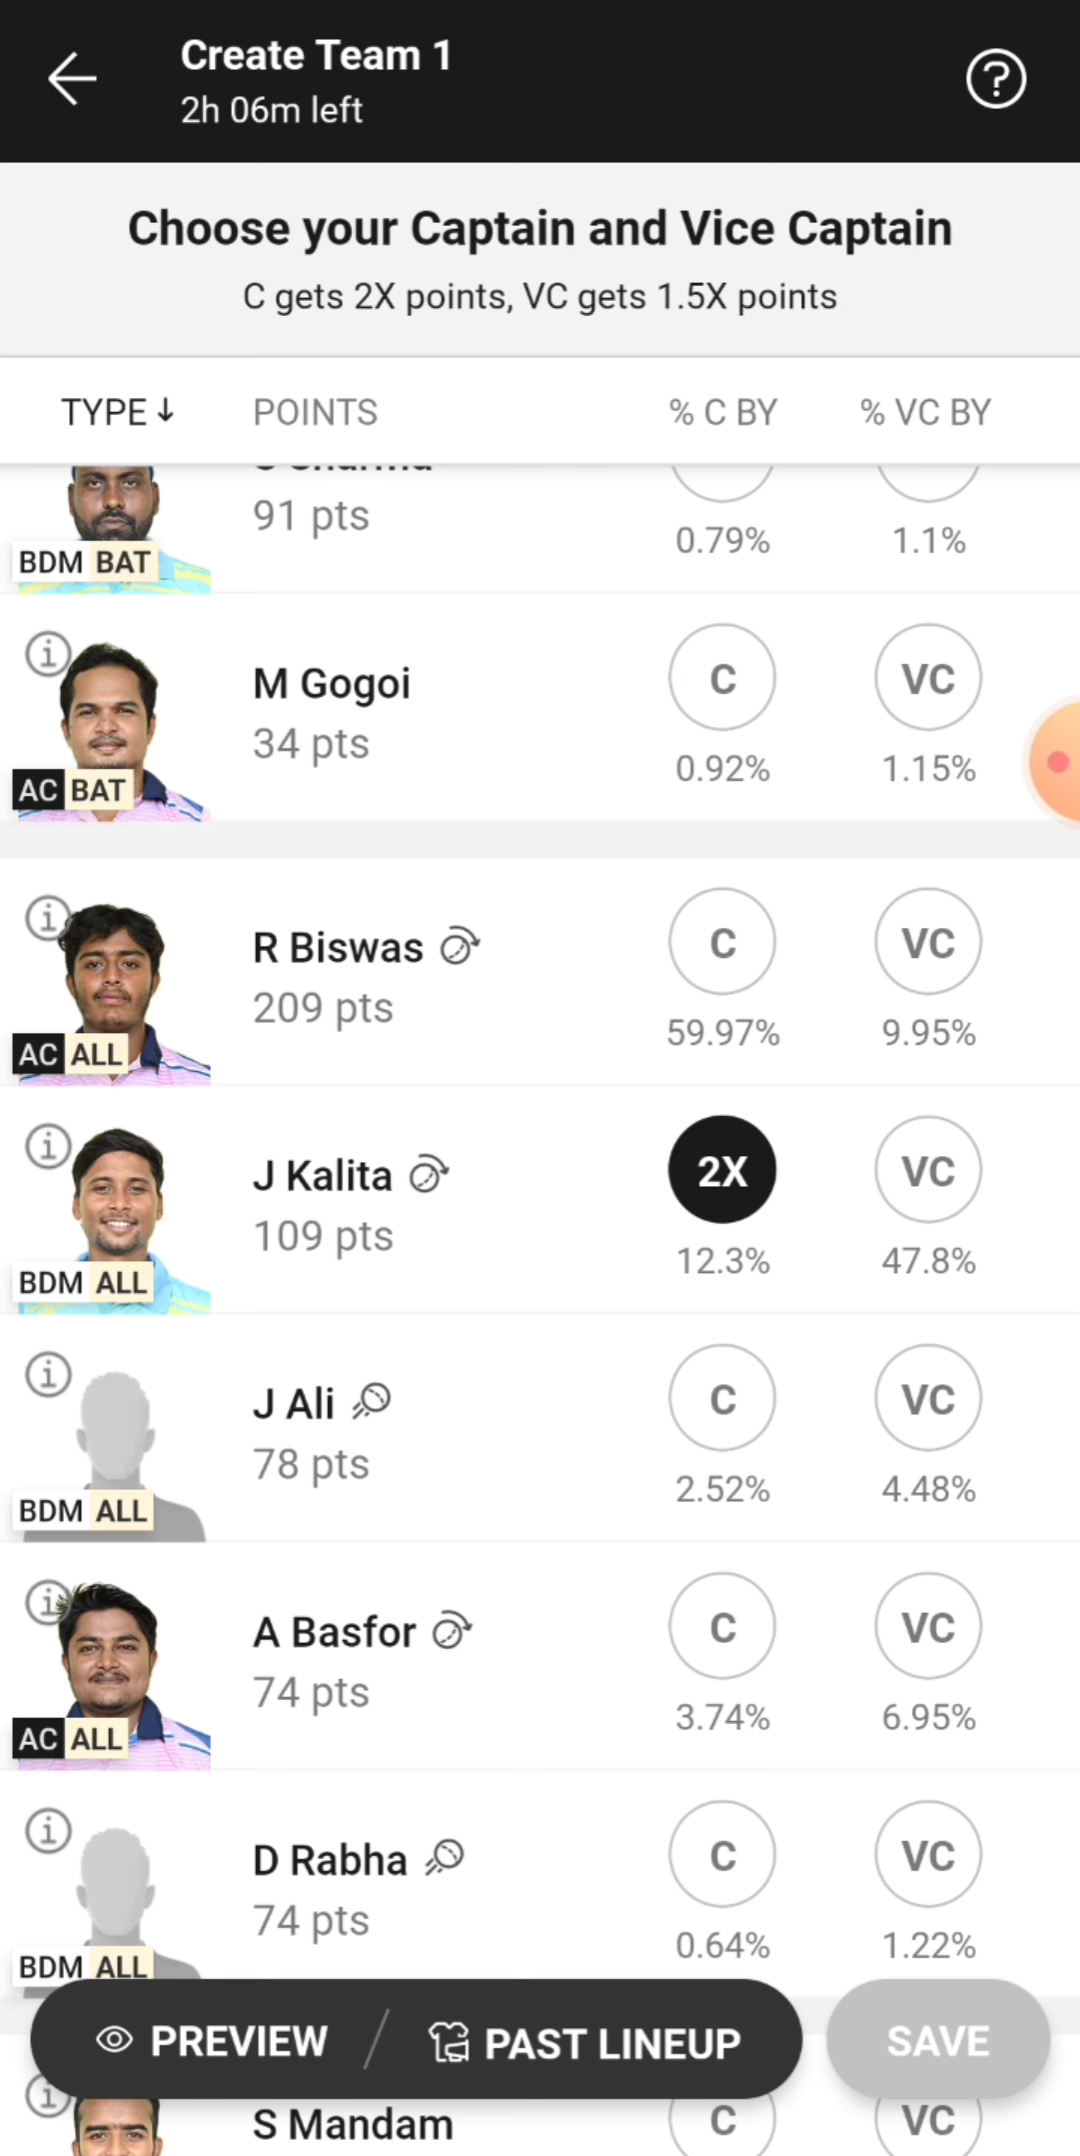 Create Team 1
2h 06m left
Choose your Captain and Vice Captain
C gets 2X points, VC gets 1.5X points
TYPE↓ POINTS % C BY % VC BY
91 pts
0.79% 1.1%
BDM BAT
M Gogoi C VC
34 pts 0.92% 1.15%
AC BAT
R Biswas C VC
209 pts 59.97% 9.95%
AC ALL
J Kalita 2X VC
109 pts 12.3% 47.8%
BDM ALL
J Ali C VC
78 pts 2.52% 4.48%
BDM ALL
A Basfor C VC
74 pts 3.74% 6.95%
AC ALL
D Rabha C VC
74 pts 0.64% 1.22%
BDM ALL
PREVIEW / PAST LINEUP SAVE
S Mandam C VC